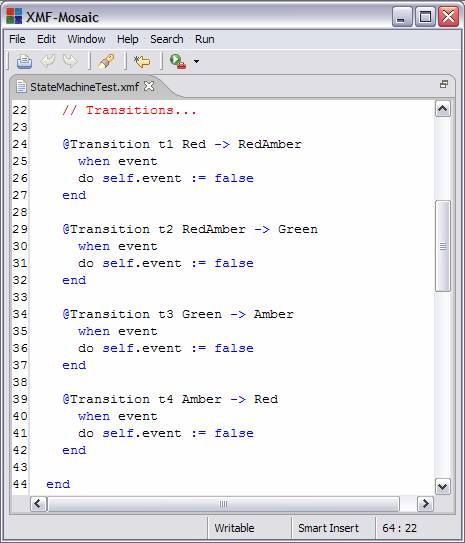 XMF-Mosaic
File Edit Window Help Search Run
StateMachineTest.xmf
22 // Transitions...
23
24 @Transition t1 Red -> RedAmber
25 when event
26 do self.event := false
27 end
28
29 @Transition t2 RedAmber -> Green
30 when event
31 do self.event := false
32 end
33
34 @Transition t3 Green -> Amber
35 when event
36 do self.event := false
37 end
38
39 @Transition t4 Amber -> Red
40 when event
41 do self.event := false
42 end
43
44 end
Writable Smart Insert 64 : 22